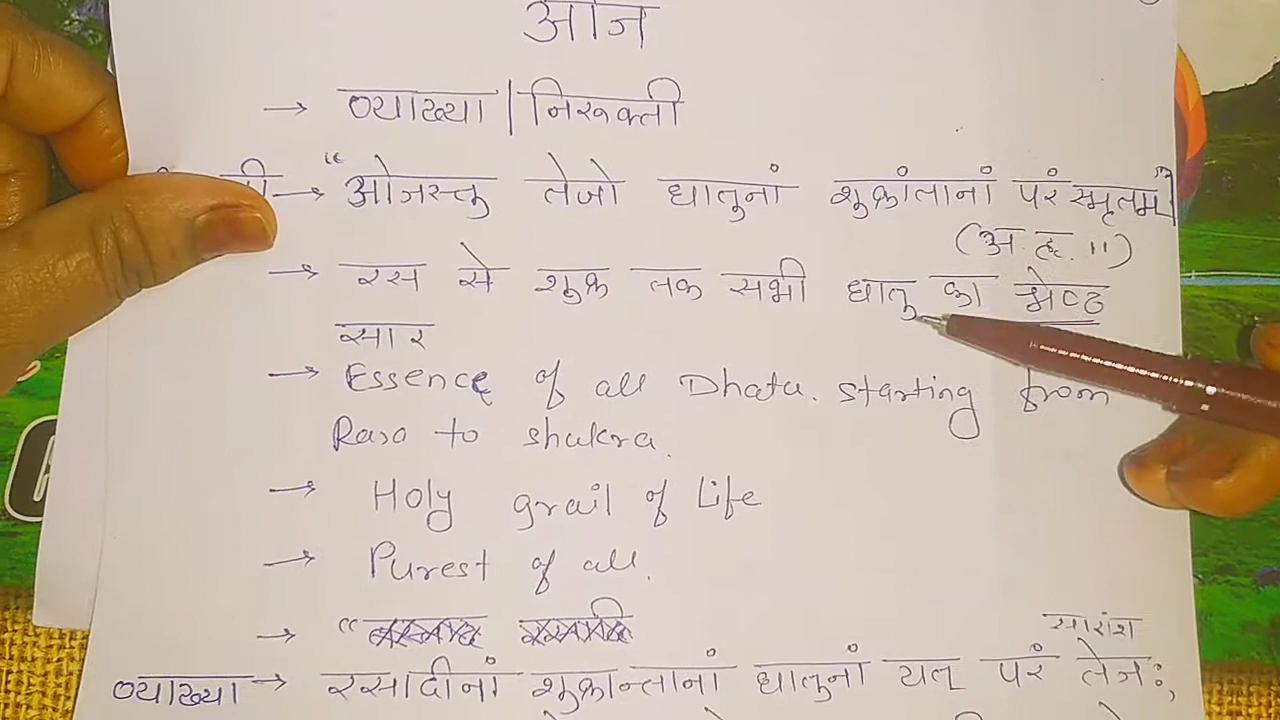 ओज
→ व्याख्या | निरूक्ती
→ "ओजस्तु तेजो धातुनां शुक्रांतानां परं स्मृतम्"|
(अ. हृ. 11)
→ रस से शुक्र तक सभी धातु का श्रेष्ठ
सार
→ Essence of all Dhatu. starting from
Rasa to shukra.
→ Holy grail of Life
→ Purest of all.
→ "
सारांश
व्याख्या → रसादीनां शुक्रान्तानां धातुनां यत् परं तेज:,